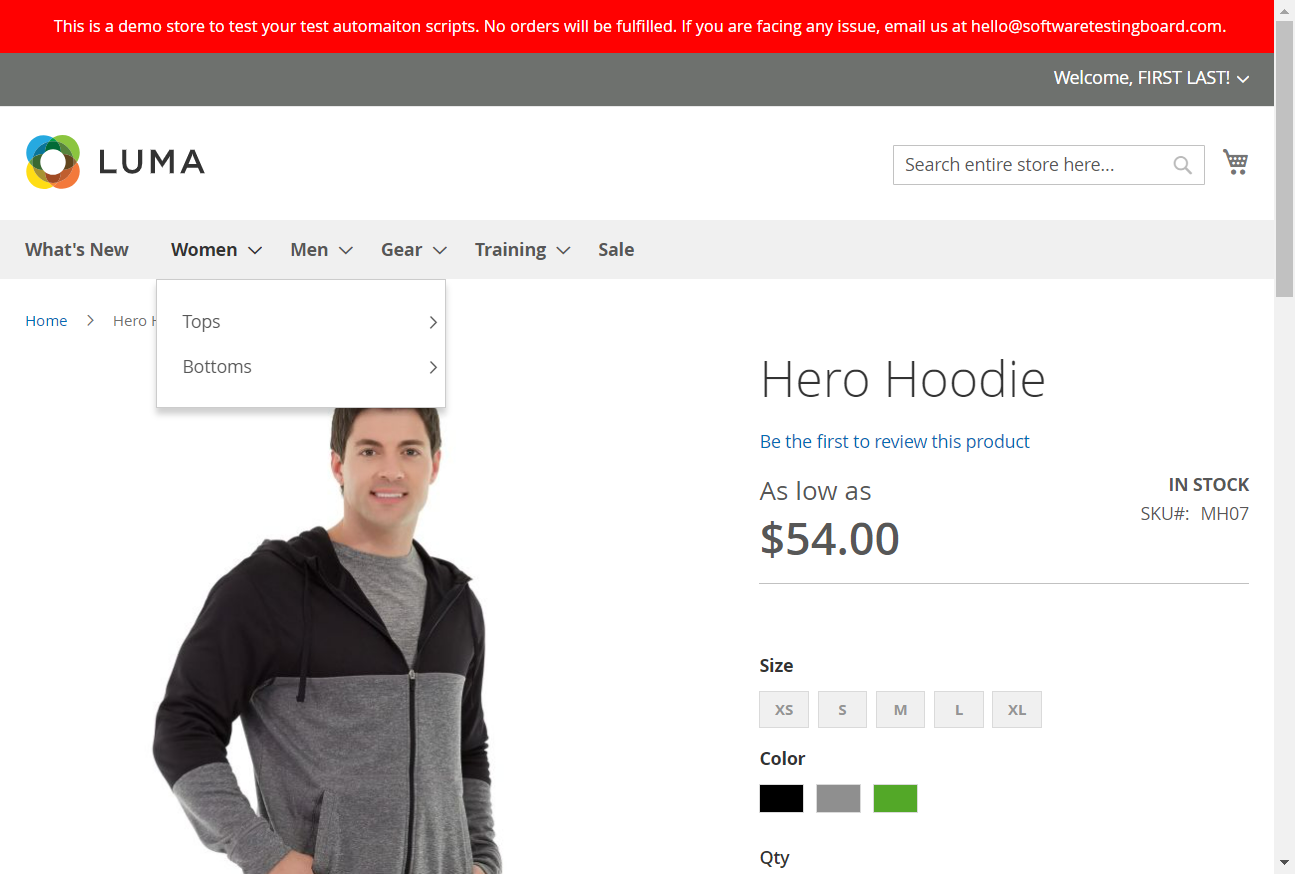 This is a demo store to test your test automaiton scripts. No orders will be fulfilled. If you are facing any issue, email us at hello@softwaretestingboard.com.
Welcome, FIRST LAST!
LUMA
Search entire store here...
What's New Women Men Gear Training Sale
Tops
Bottoms
Home Hero
Hero Hoodie
Be the first to review this product
As low as
$54.00
IN STOCK
SKU#: MH07
Size
XS S M L XL
Color
Qty